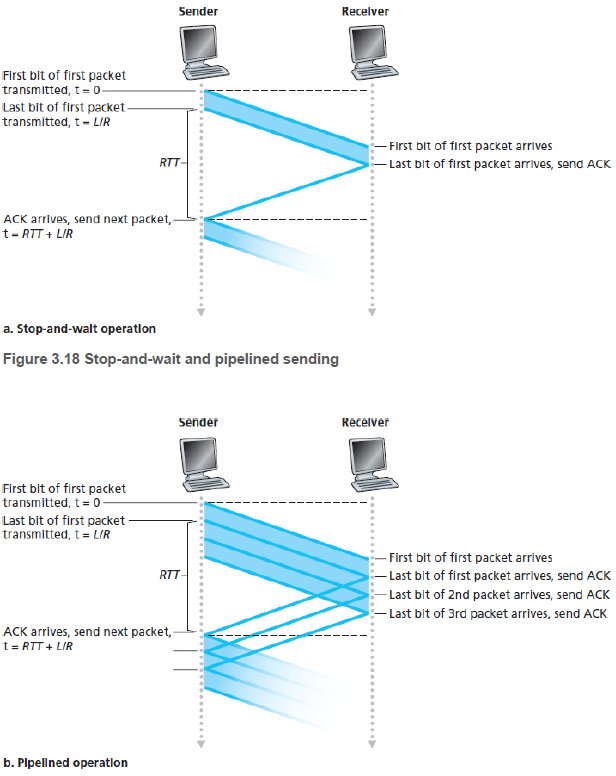 Sender Receiver
First bit of first packet
transmitted, t = 0
Last bit of first packet
transmitted, t = L/R
First bit of first packet arrives
Last bit of first packet arrives, send ACK
RTT
ACK arrives, send next packet,
t = RTT + L/R
a. Stop-and-wait operation
Figure 3.18 Stop-and-wait and pipelined sending
Sender Receiver
First bit of first packet
transmitted, t = 0
Last bit of first packet
transmitted, t = L/R
First bit of first packet arrives
RTT
Last bit of first packet arrives, send ACK
Last bit of 2nd packet arrives, send ACK
Last bit of 3rd packet arrives, send ACK
ACK arrives, send next packet,
t = RTT + L/R
b. Pipelined operation